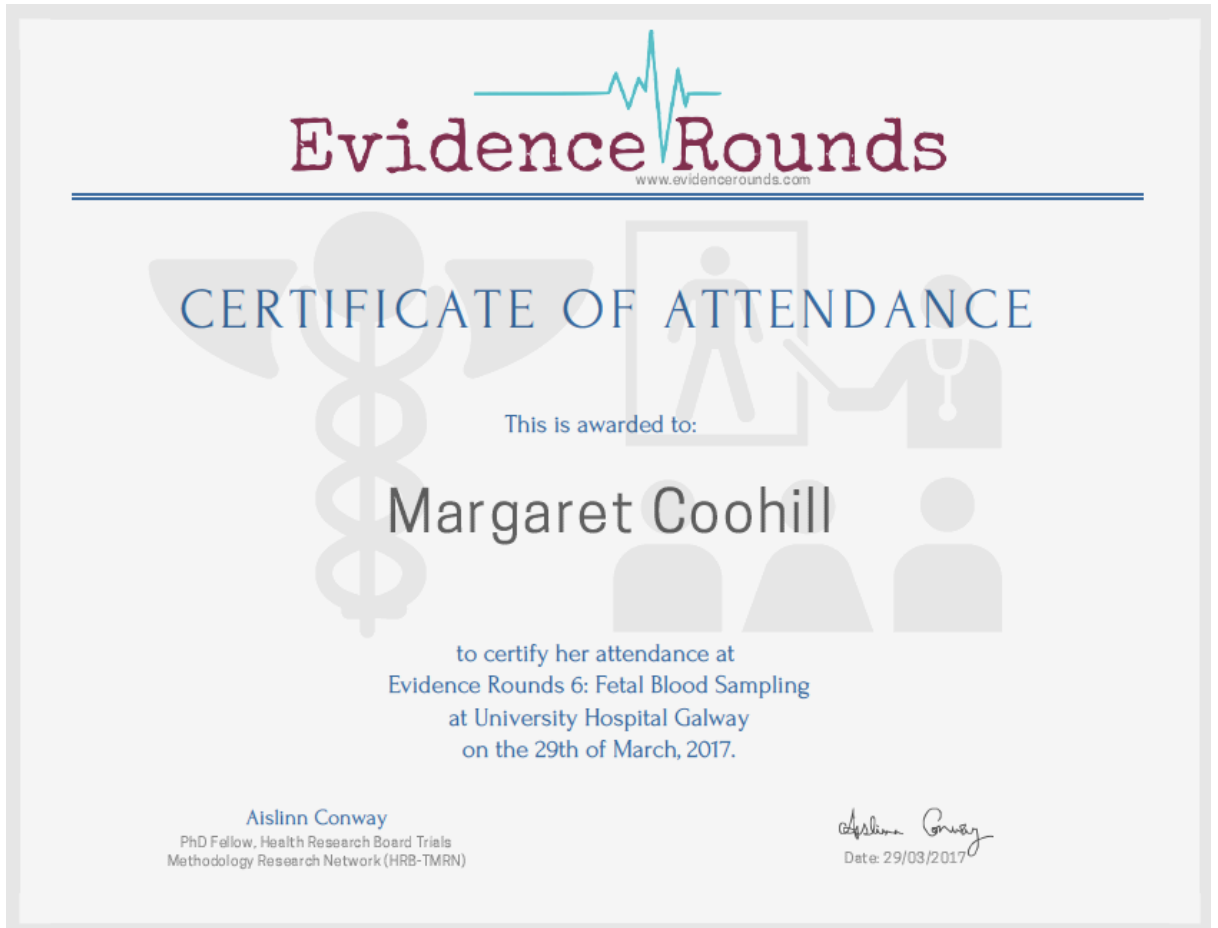 Evidence Rounds
www.evidencerounds.com
CERTIFICATE OF ATTENDANCE
This is awarded to:
Margaret Coohill
to certify her attendance at
Evidence Rounds 6: Fetal Blood Sampling
at University Hospital Galway
on the 29th of March, 2017.
Aislinn Conway
PhD Fellow, Health Research Board Trials
Methodology Research Network (HRB-TMRN)
Aislinn Conway
Date: 29/03/2017